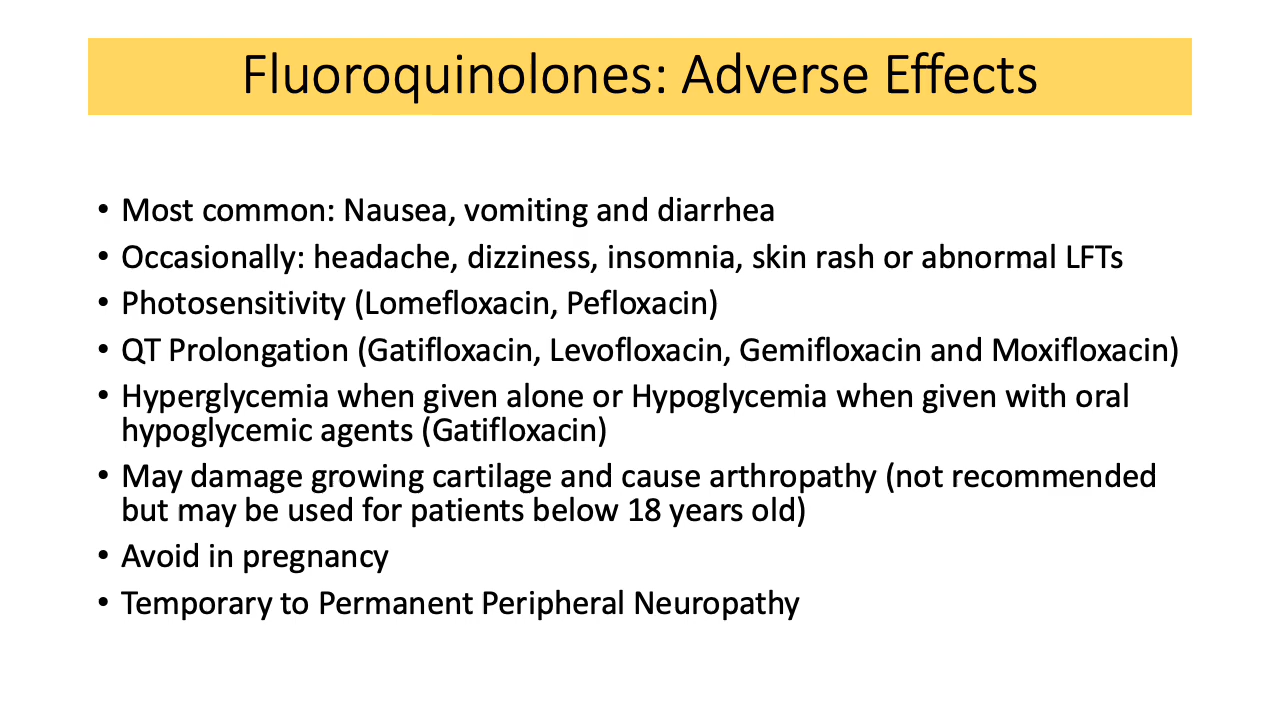 Fluoroquinolones: Adverse Effects
• Most common: Nausea, vomiting and diarrhea
• Occasionally: headache, dizziness, insomnia, skin rash or abnormal LFTs
• Photosensitivity (Lomefloxacin, Pefloxacin)
• QT Prolongation (Gatifloxacin, Levofloxacin, Gemifloxacin and Moxifloxacin)
• Hyperglycemia when given alone or Hypoglycemia when given with oral
hypoglycemic agents (Gatifloxacin)
• May damage growing cartilage and cause arthropathy (not recommended
but may be used for patients below 18 years old)
• Avoid in pregnancy
• Temporary to Permanent Peripheral Neuropathy